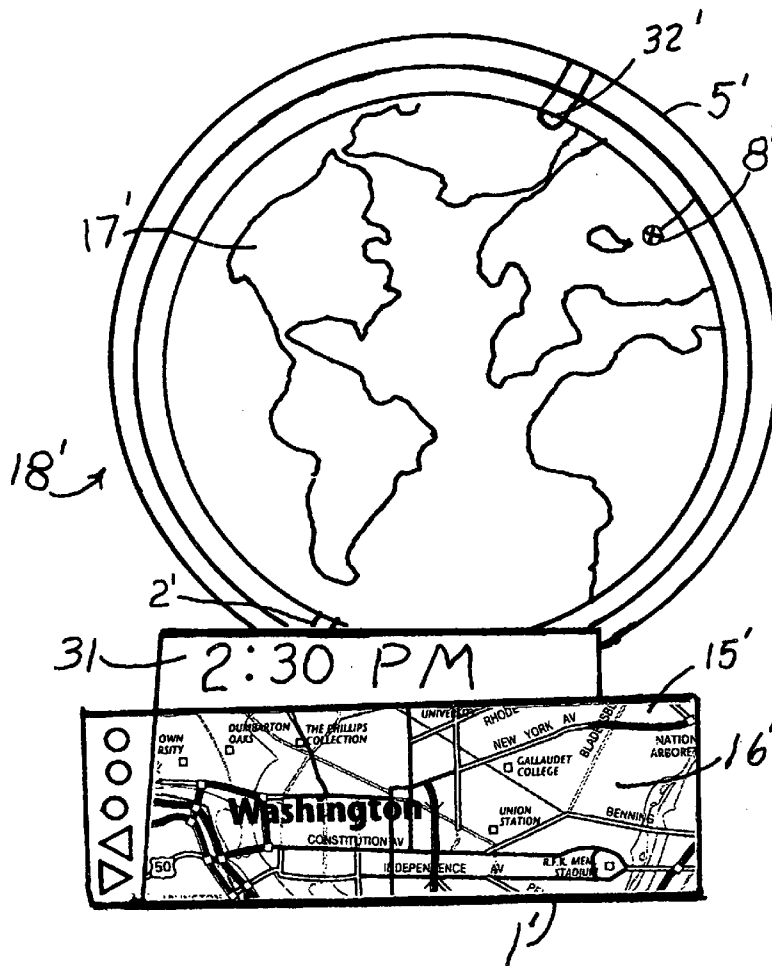 32'
5'
8'
17'
18'
2'
31
2:30 PM
15'
UNIVERSI
RHODE
NEW YORK AV
BLADENSBU
NATION
ARBORE
OWN
RSITY
DUMBARTON
OAKS
THE PHILLIPS
COLLECTION
GALLAUDET
COLLEGE
16'
Washington
UNION
STATION
BENNING
CONSTITUTION AV
50
INDEPENDENCE AV
R.F.K. MEM.
STADIUM
1'